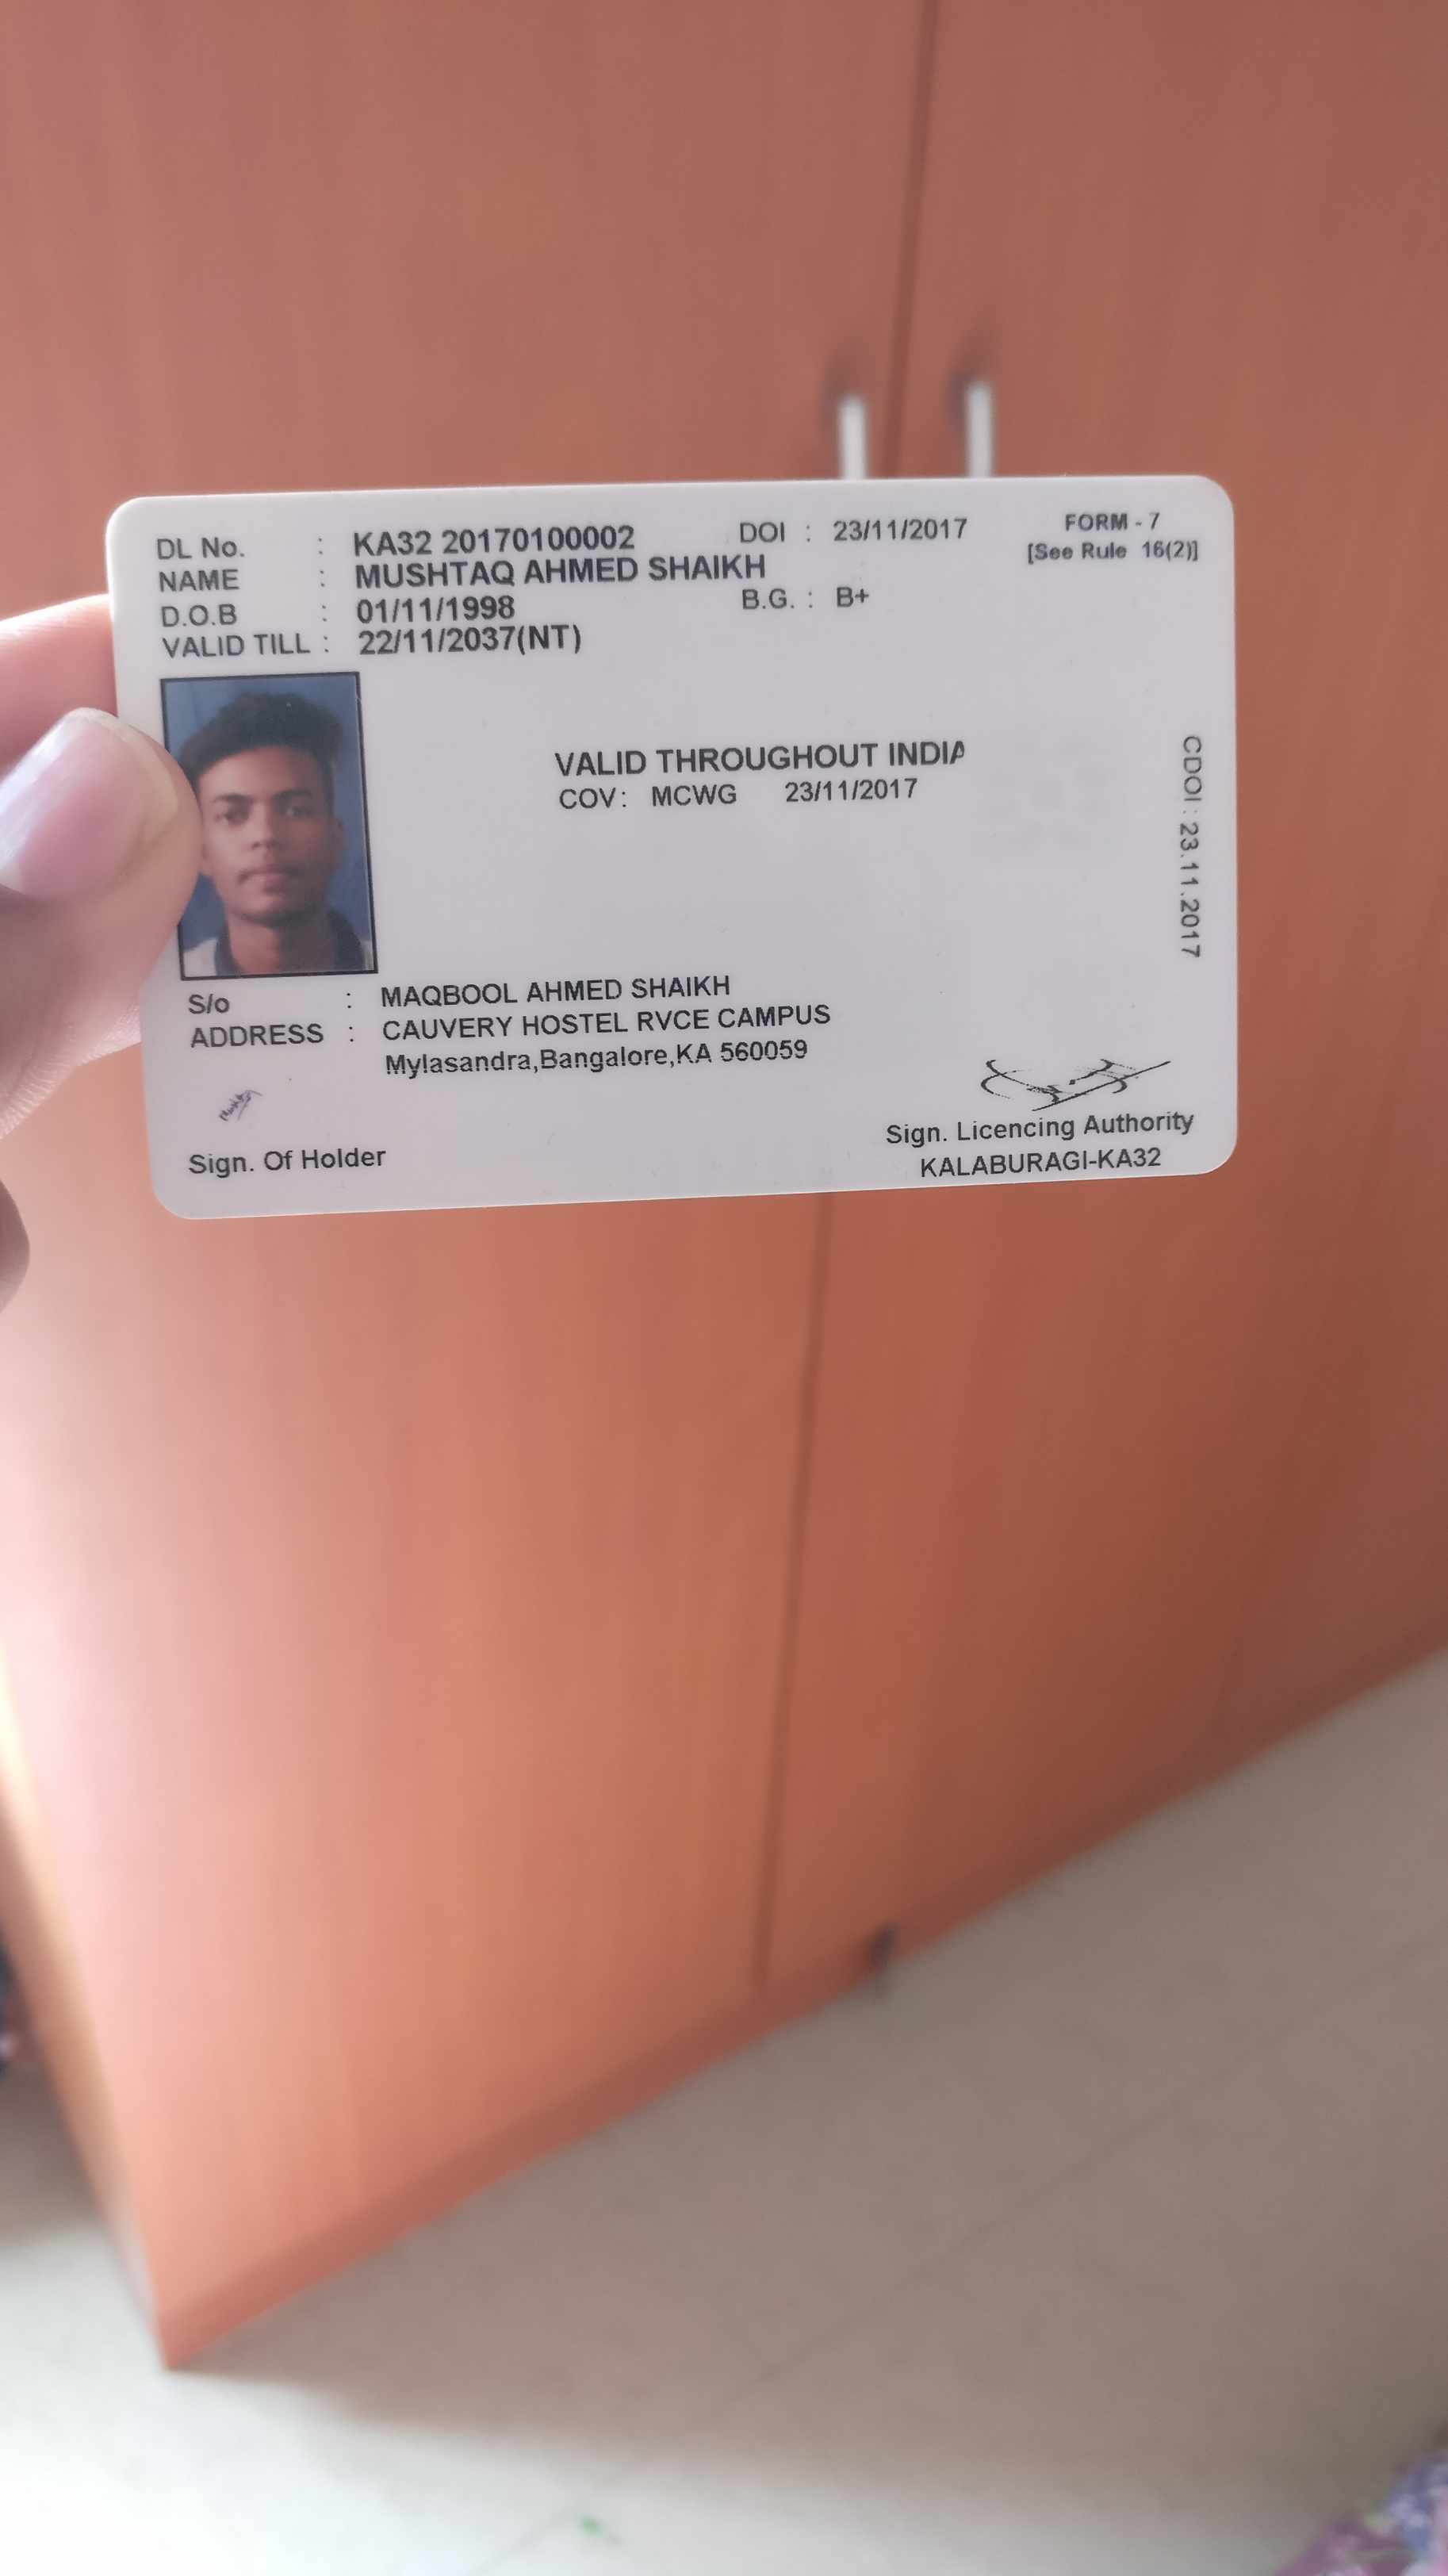 DL No. : KA32 20170100002 DOI : 23/11/2017 FORM - 7
NAME : MUSHTAQ AHMED SHAIKH [See Rule 16(2)]
D.O.B : 01/11/1998 B.G. : B+
VALID TILL : 22/11/2037(NT)
VALID THROUGHOUT INDIA
COV: MCWG 23/11/2017
CDOI: 23.11.2017
S/o : MAQBOOL AHMED SHAIKH
ADDRESS : CAUVERY HOSTEL RVCE CAMPUS
Mylasandra,Bangalore,KA 560059
Sign. Of Holder
Sign. Licencing Authority
KALABURAGI-KA32